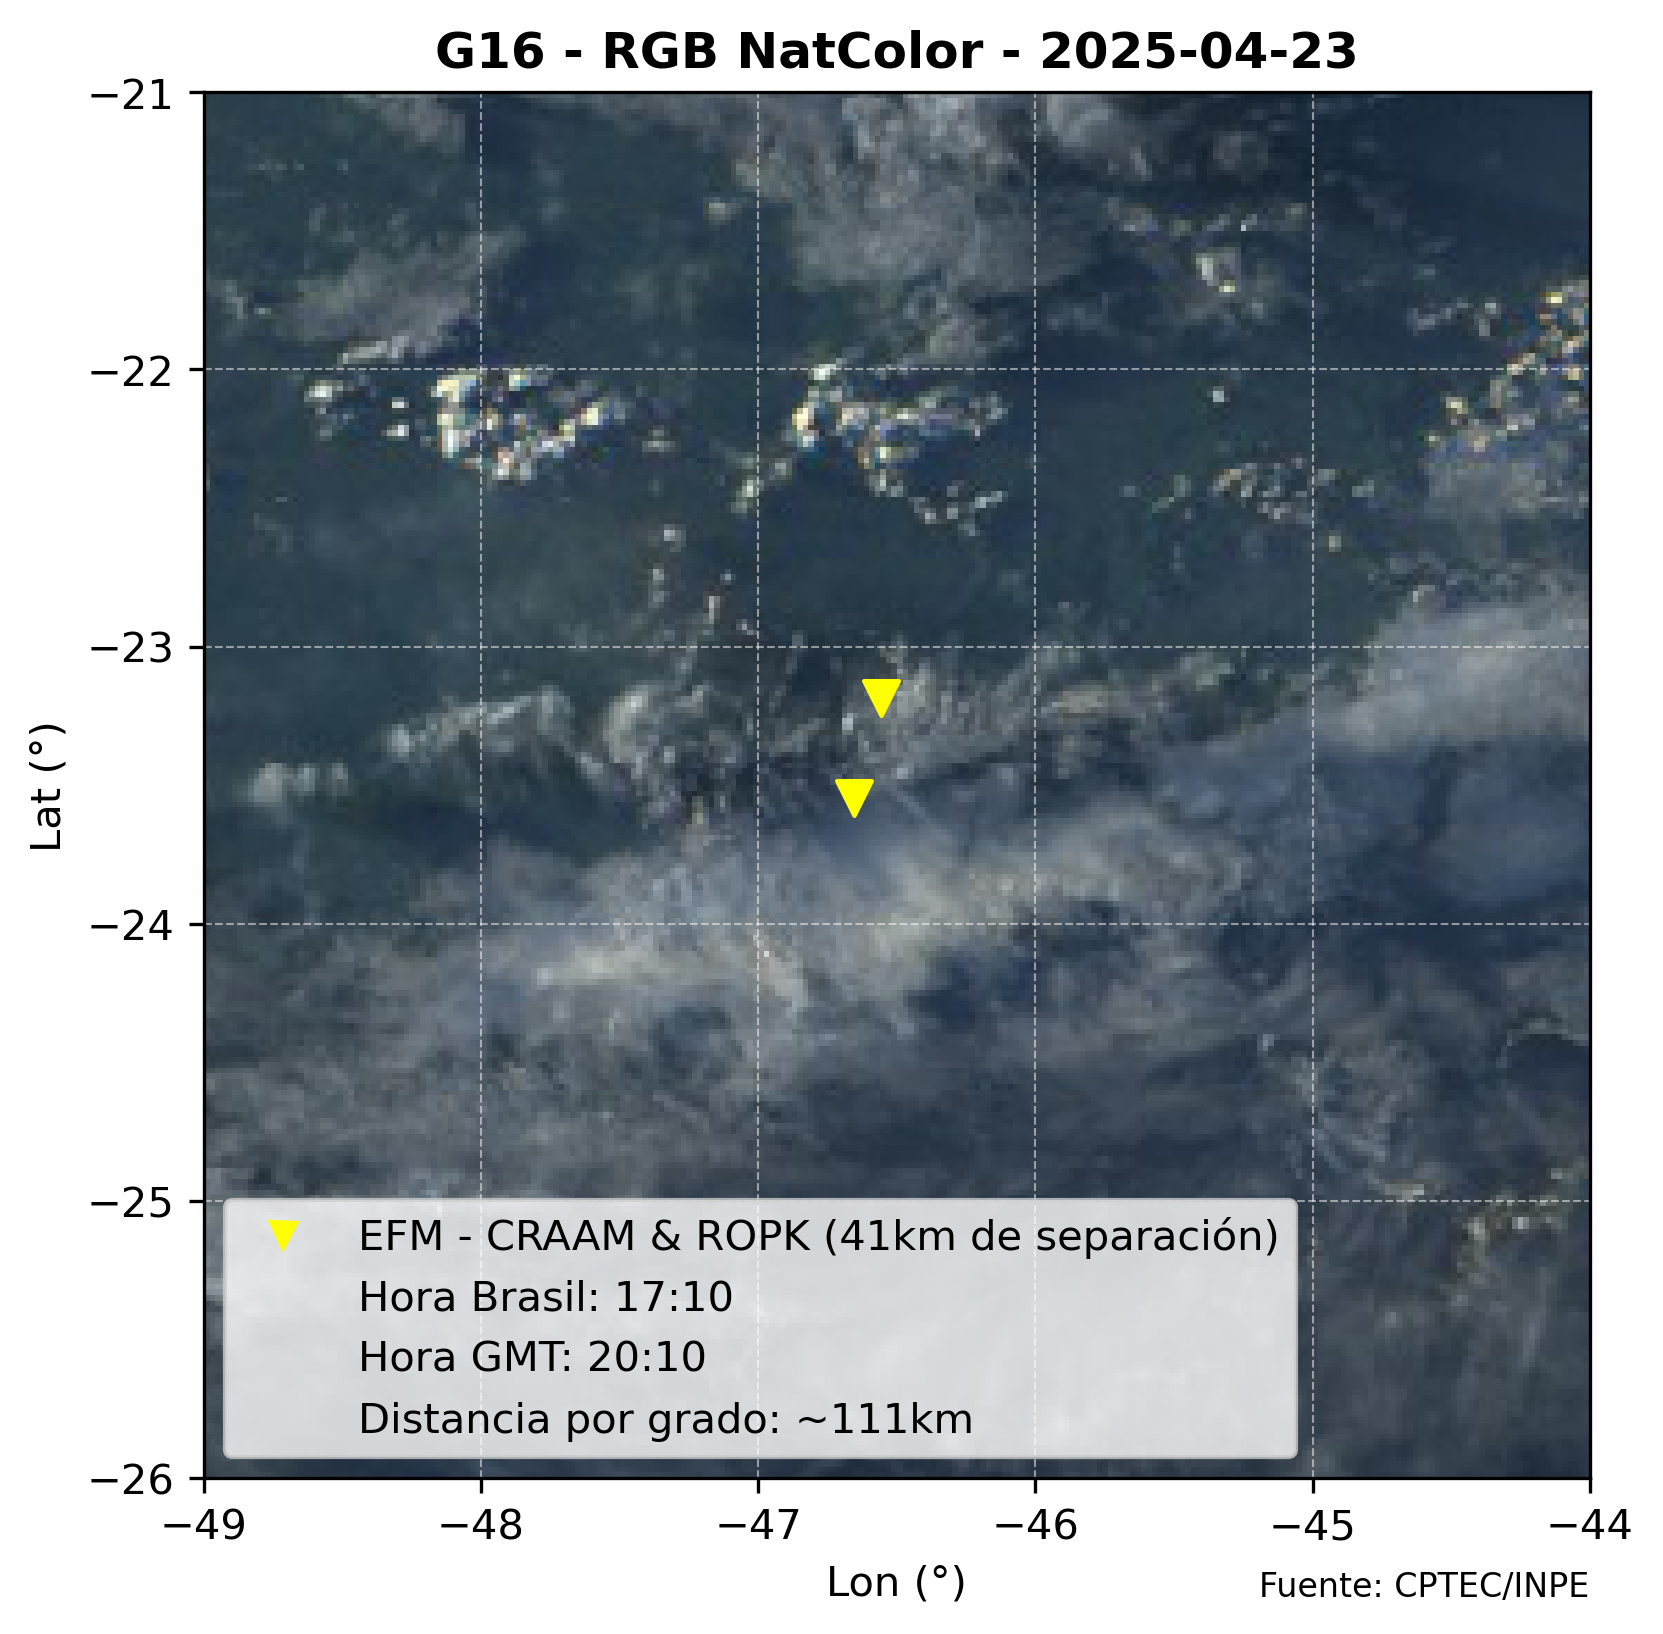 G16 - RGB NatColor - 2025-04-23
−21
−22
−23
−24
−25
−26
Lat (°)
EFM - CRAAM & ROPK (41km de separación)
Hora Brasil: 17:10
Hora GMT: 20:10
Distancia por grado: ~111km
−49 −48 −47 −46 −45 −44
Lon (°)
Fuente: CPTEC/INPE